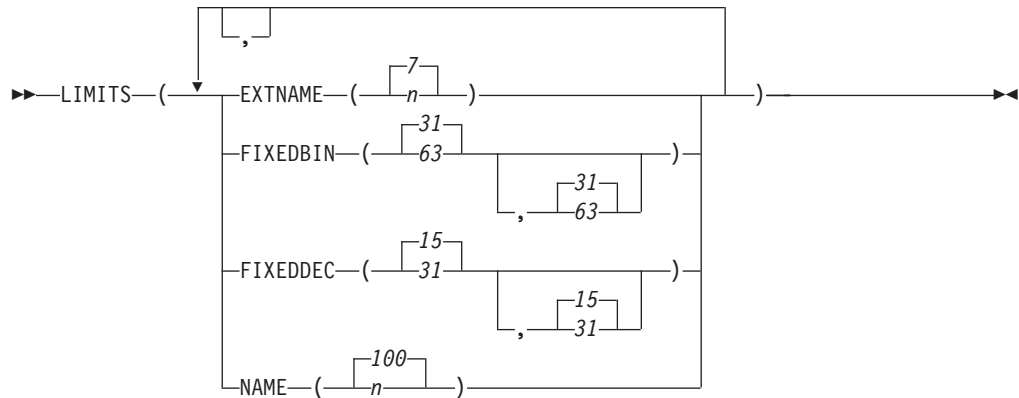 ,
7
LIMITS ( EXTNAME ( n ) )
31
FIXEDBIN ( 63 )
31
, 63
15
FIXEDDEC ( 31 )
15
, 31
100
NAME ( n )